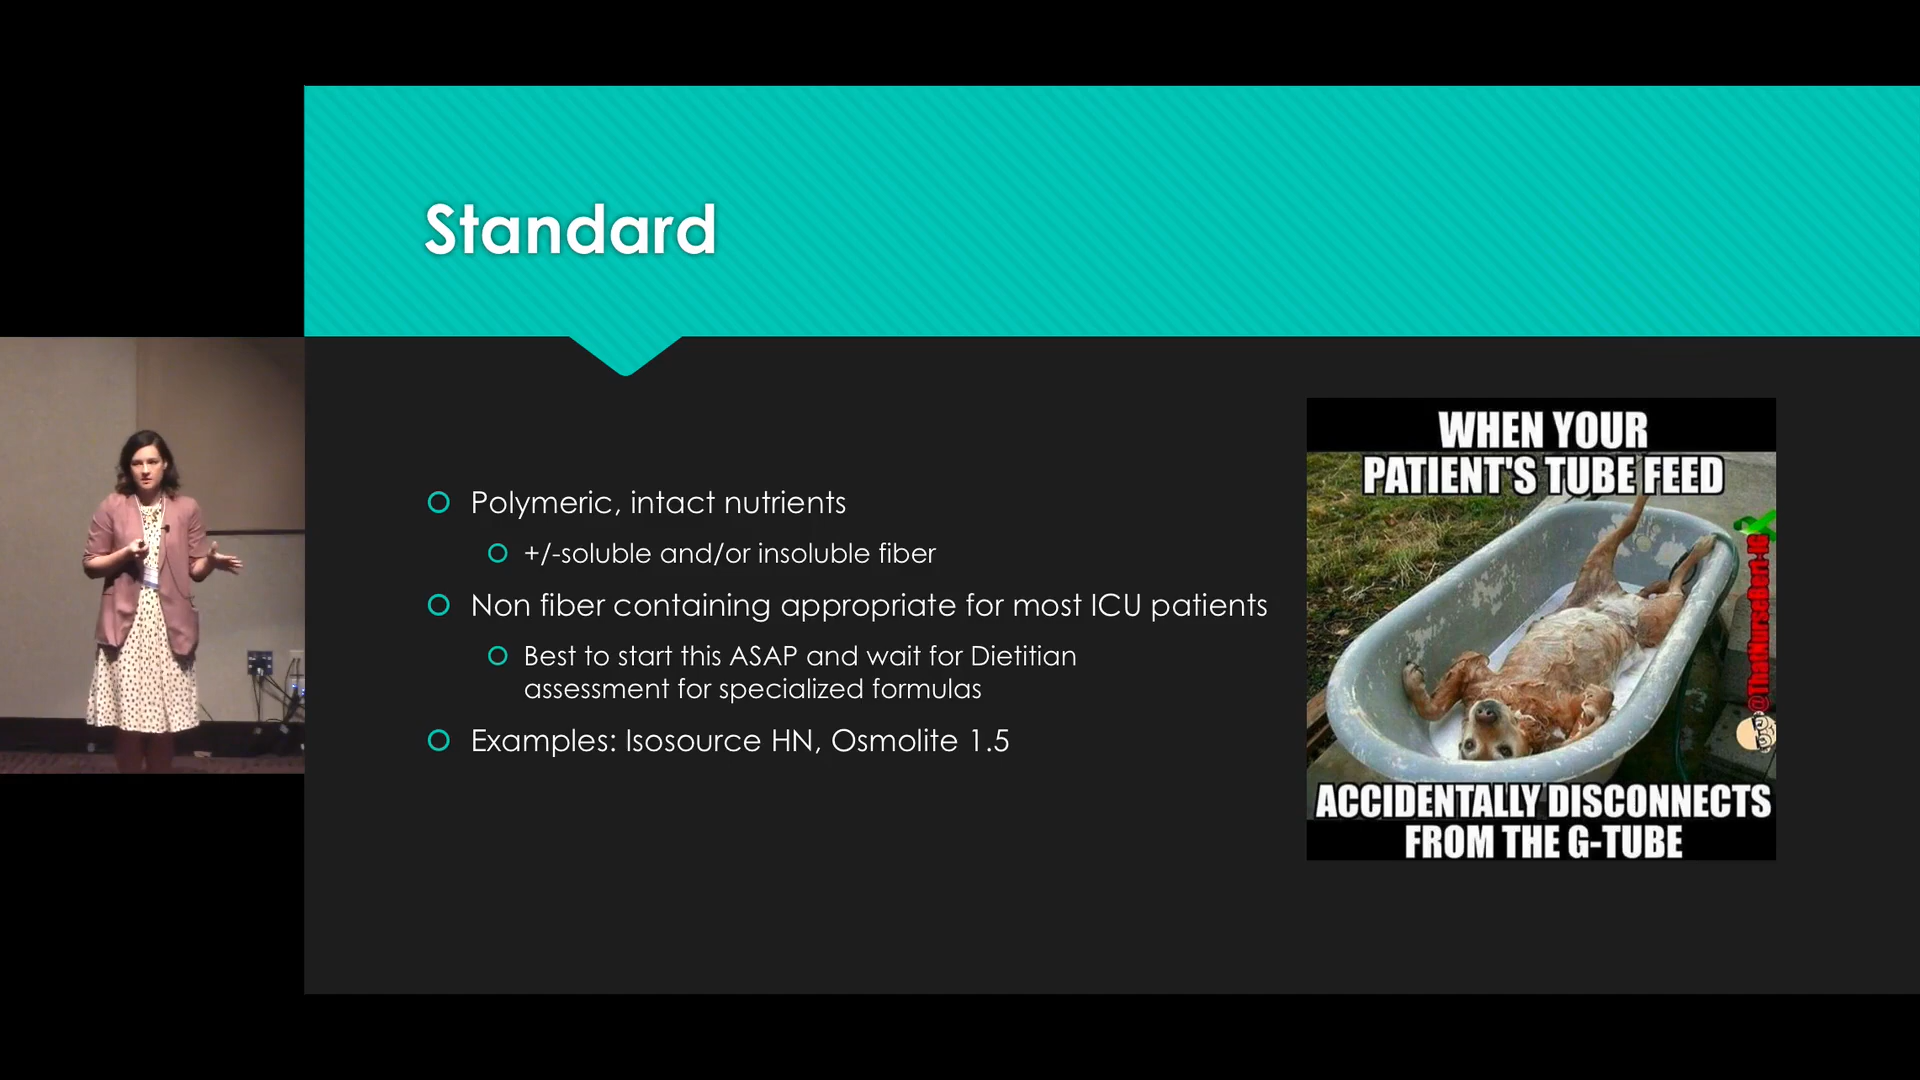 Standard
Polymeric, intact nutrients
+/-soluble and/or insoluble fiber
Non fiber containing appropriate for most ICU patients
Best to start this ASAP and wait for Dietitian
assessment for specialized formulas
Examples: Isosource HN, Osmolite 1.5
WHEN YOUR
PATIENT'S TUBE FEED
@ThatNurseBert-IG
ACCIDENTALLY DISCONNECTS
FROM THE G-TUBE